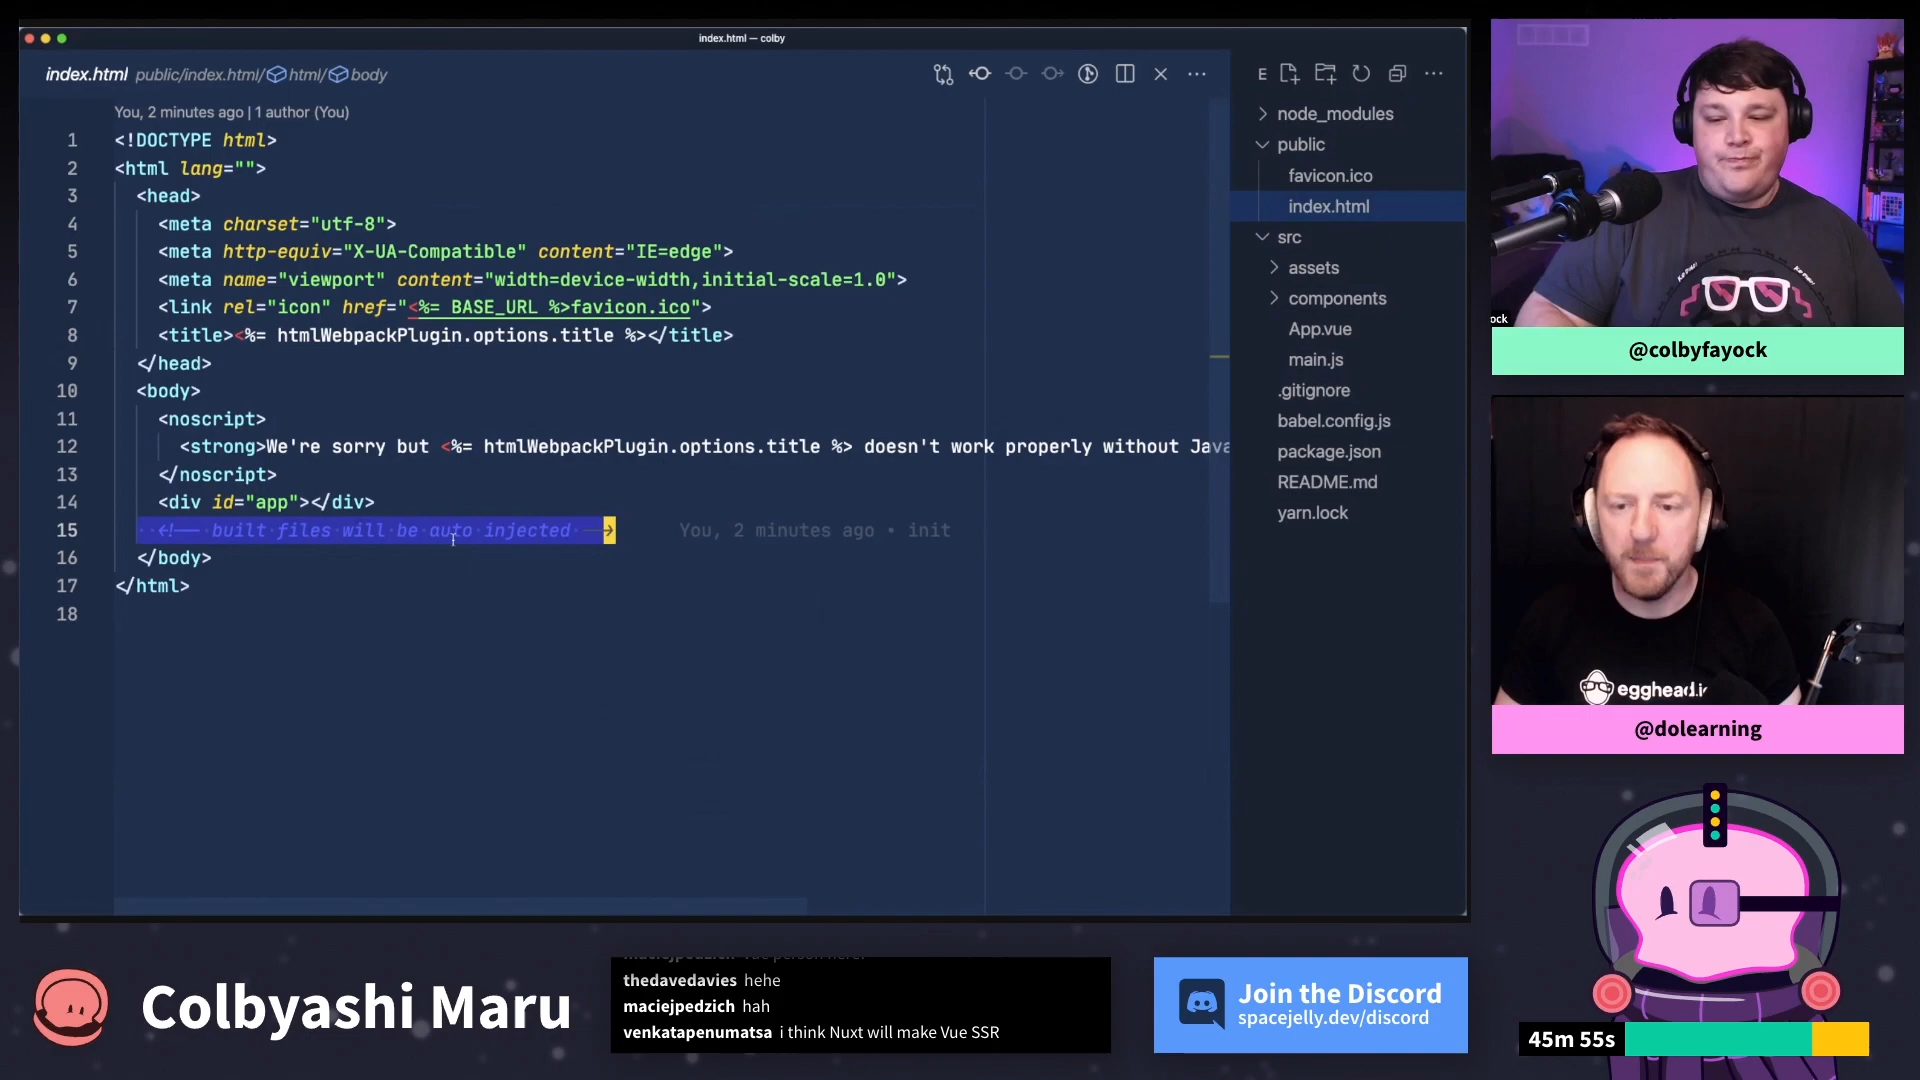 index.html — colby
index.html public/index.html/ html/ body
E
You, 2 minutes ago | 1 author (You)
1 <!DOCTYPE html>
2 <html lang="">
3 <head>
4 <meta charset="utf-8">
5 <meta http-equiv="X-UA-Compatible" content="IE=edge">
6 <meta name="viewport" content="width=device-width,initial-scale=1.0">
7 <link rel="icon" href="<%= BASE_URL %>favicon.ico">
8 <title><%= htmlWebpackPlugin.options.title %></title>
9 </head>
10 <body>
11 <noscript>
12 <strong>We're sorry but <%= htmlWebpackPlugin.options.title %> doesn't work properly without Java
13 </noscript>
14 <div id="app"></div>
15 <!-- built files will be auto injected --> You, 2 minutes ago • init
16 </body>
17 </html>
18
node_modules
public
favicon.ico
index.html
src
assets
components
App.vue
main.js
.gitignore
babel.config.js
package.json
README.md
yarn.lock
ock
@colbyfayock
egghead.i
@dolearning
Colbyashi Maru
thedavedavies hehe
maciejpedzich hah
venkatapenumatsa i think Nuxt will make Vue SSR
Join the Discord
spacejelly.dev/discord
45m 55s